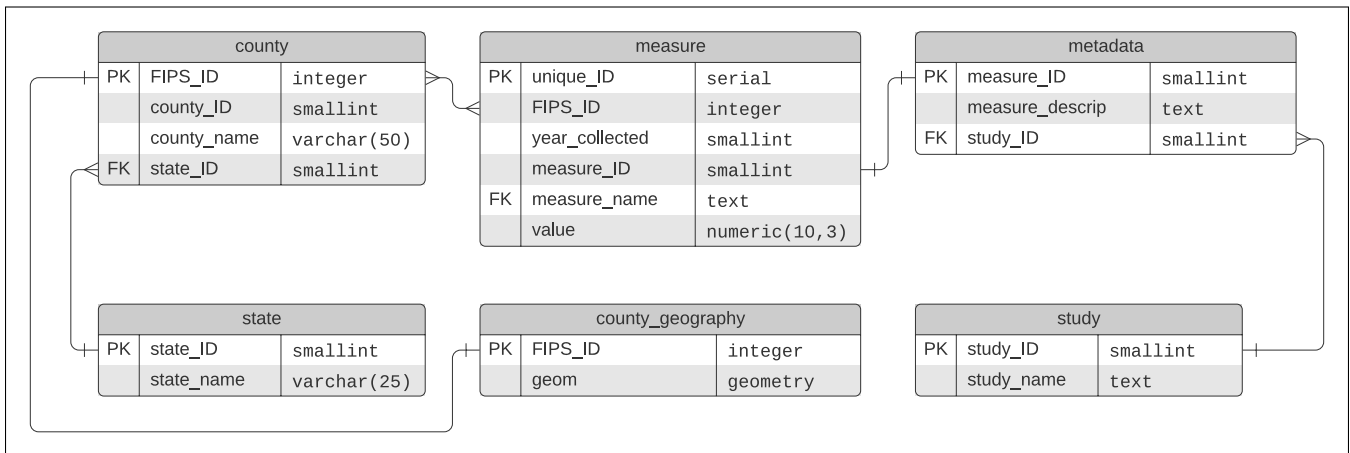 county
PK FIPS_ID integer
county_ID smallint
county_name varchar(50)
FK state_ID smallint
measure
PK unique_ID serial
FIPS_ID integer
year_collected smallint
measure_ID smallint
FK measure_name text
value numeric(10,3)
metadata
PK measure_ID smallint
measure_descrip text
FK study_ID smallint
state
PK state_ID smallint
state_name varchar(25)
county_geography
PK FIPS_ID integer
geom geometry
study
PK study_ID smallint
study_name text